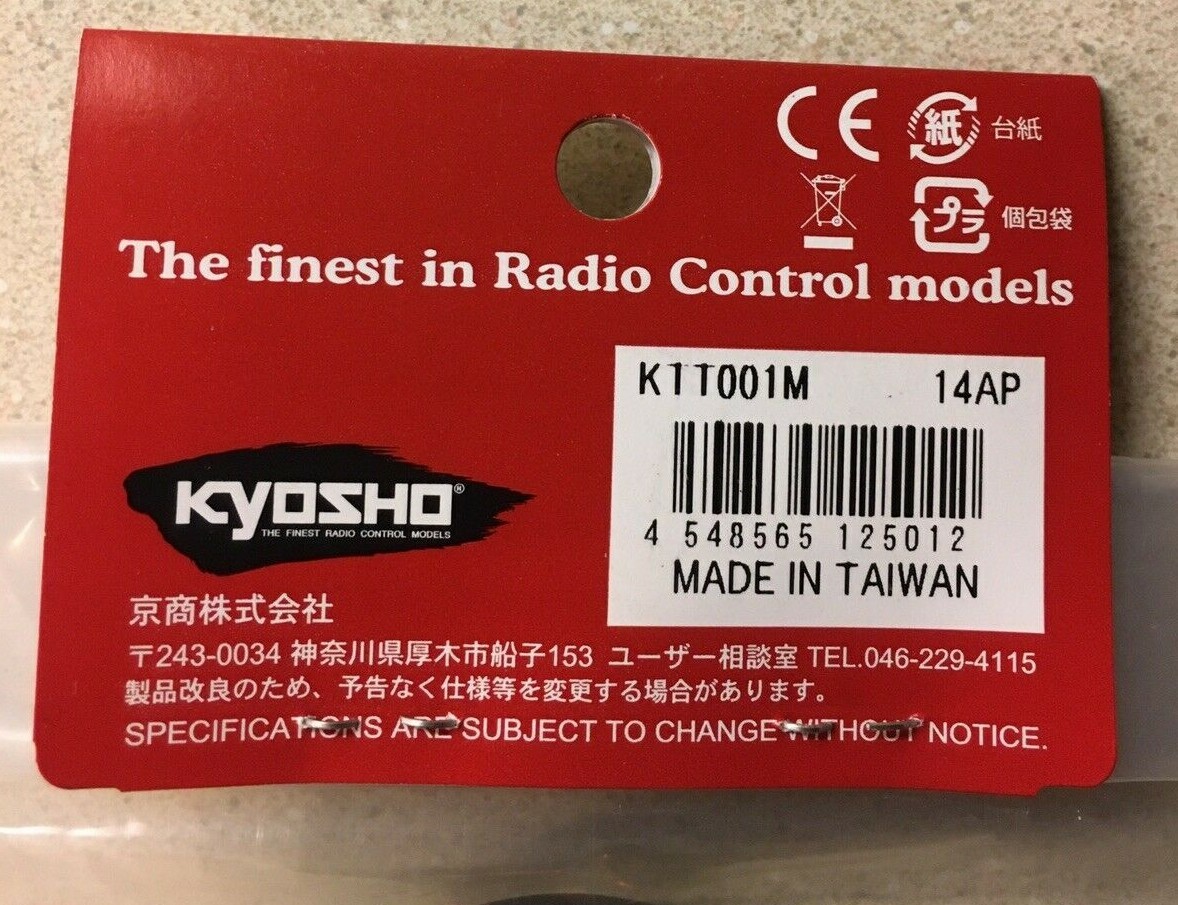 CE 紙 台紙
プラ 個包袋
The finest in Radio Control models
K1T001M 14AP
4 548565 125012
MADE IN TAIWAN
KYOSHO®
THE FINEST RADIO CONTROL MODELS
京商株式会社
〒243-0034 神奈川県厚木市船子153 ユーザー相談室 TEL.046-229-4115
製品改良のため、予告なく仕様等を変更する場合があります。
SPECIFICATIONS ARE SUBJECT TO CHANGE WITHOUT NOTICE.